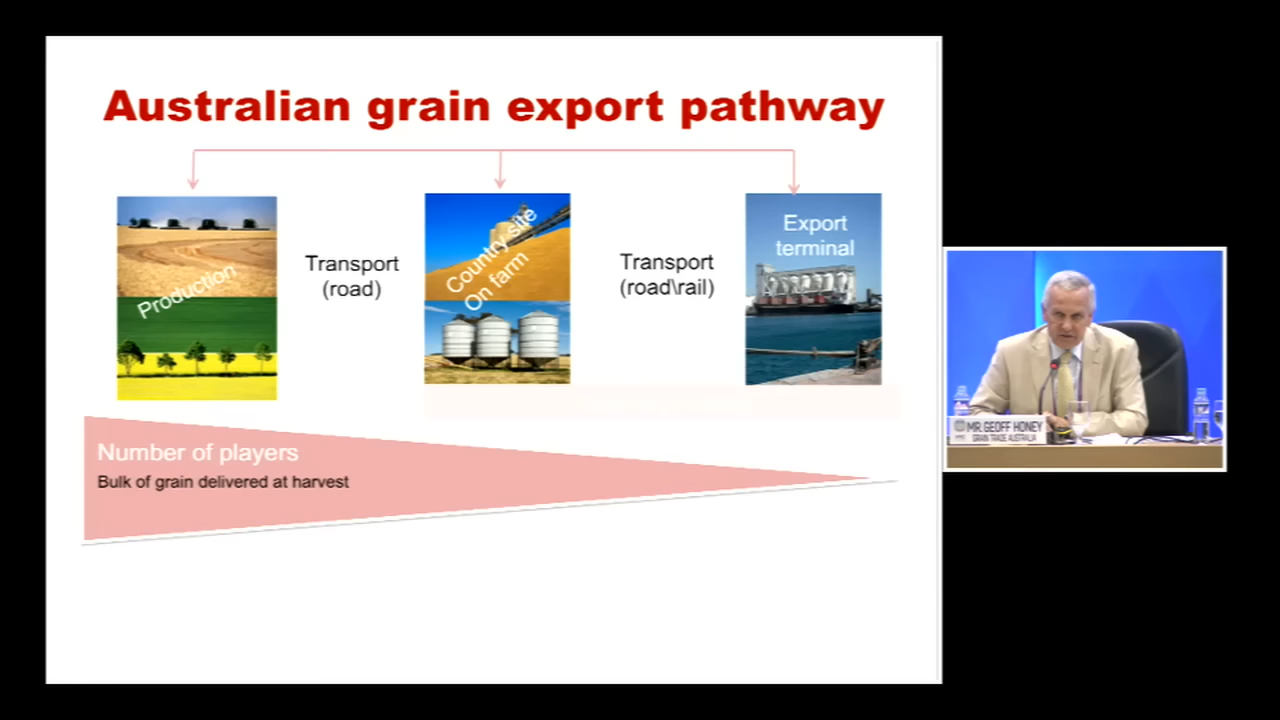 Australian grain export pathway
Production
Transport
(road)
Country site
On farm
Transport
(road\rail)
Export
terminal
Number of players
Bulk of grain delivered at harvest
MR.GEOFF HONEY
GRAIN TRADE AUSTRALIA